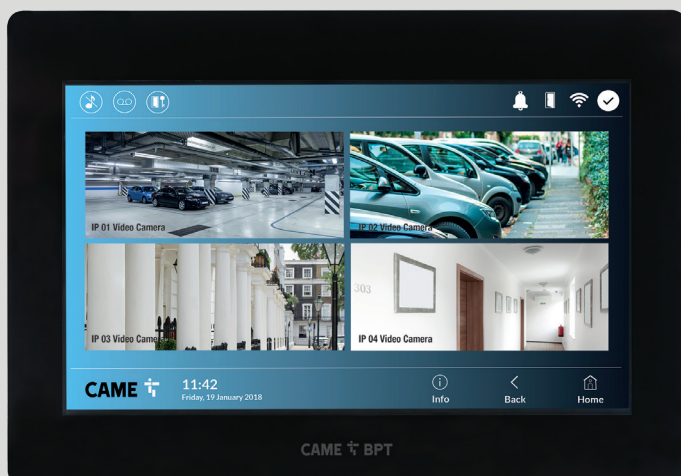 IP 01 Video Camera
IP 02 Video Camera
IP 03 Video Camera
303
IP 04 Video Camera
CAME
11:42
Friday, 19 January 2018
Info
Back
Home
CAME BPT